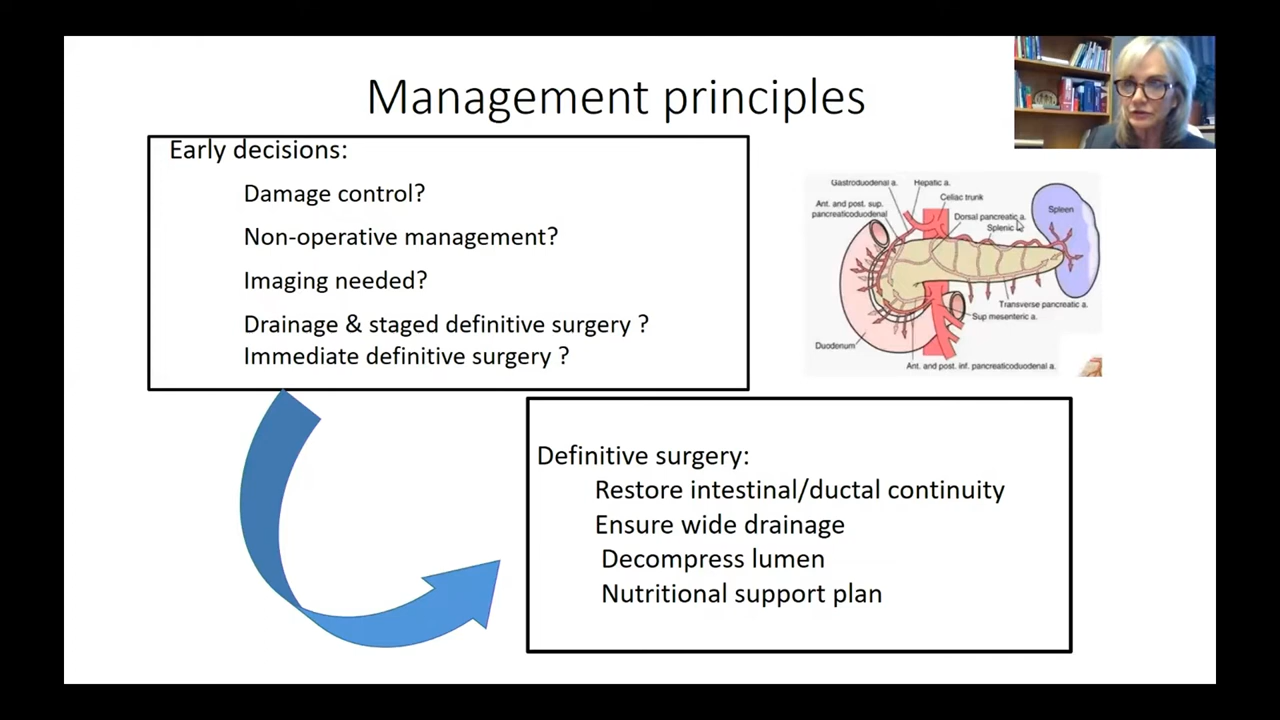 Management principles
Early decisions:
Damage control?
Non-operative management?
Imaging needed?
Drainage & staged definitive surgery ?
Immediate definitive surgery ?
Gastroduodenal a.
Hepatic a.
Celiac trunk
Ant. and post. sup.
pancreaticoduodenal
Dorsal pancreatic a.
Splenic
Spleen
Transverse pancreatic a.
Sup mesenteric a.
Duodenum
Ant. and post. inf. pancreaticoduodenal a.
Definitive surgery:
Restore intestinal/ductal continuity
Ensure wide drainage
Decompress lumen
Nutritional support plan